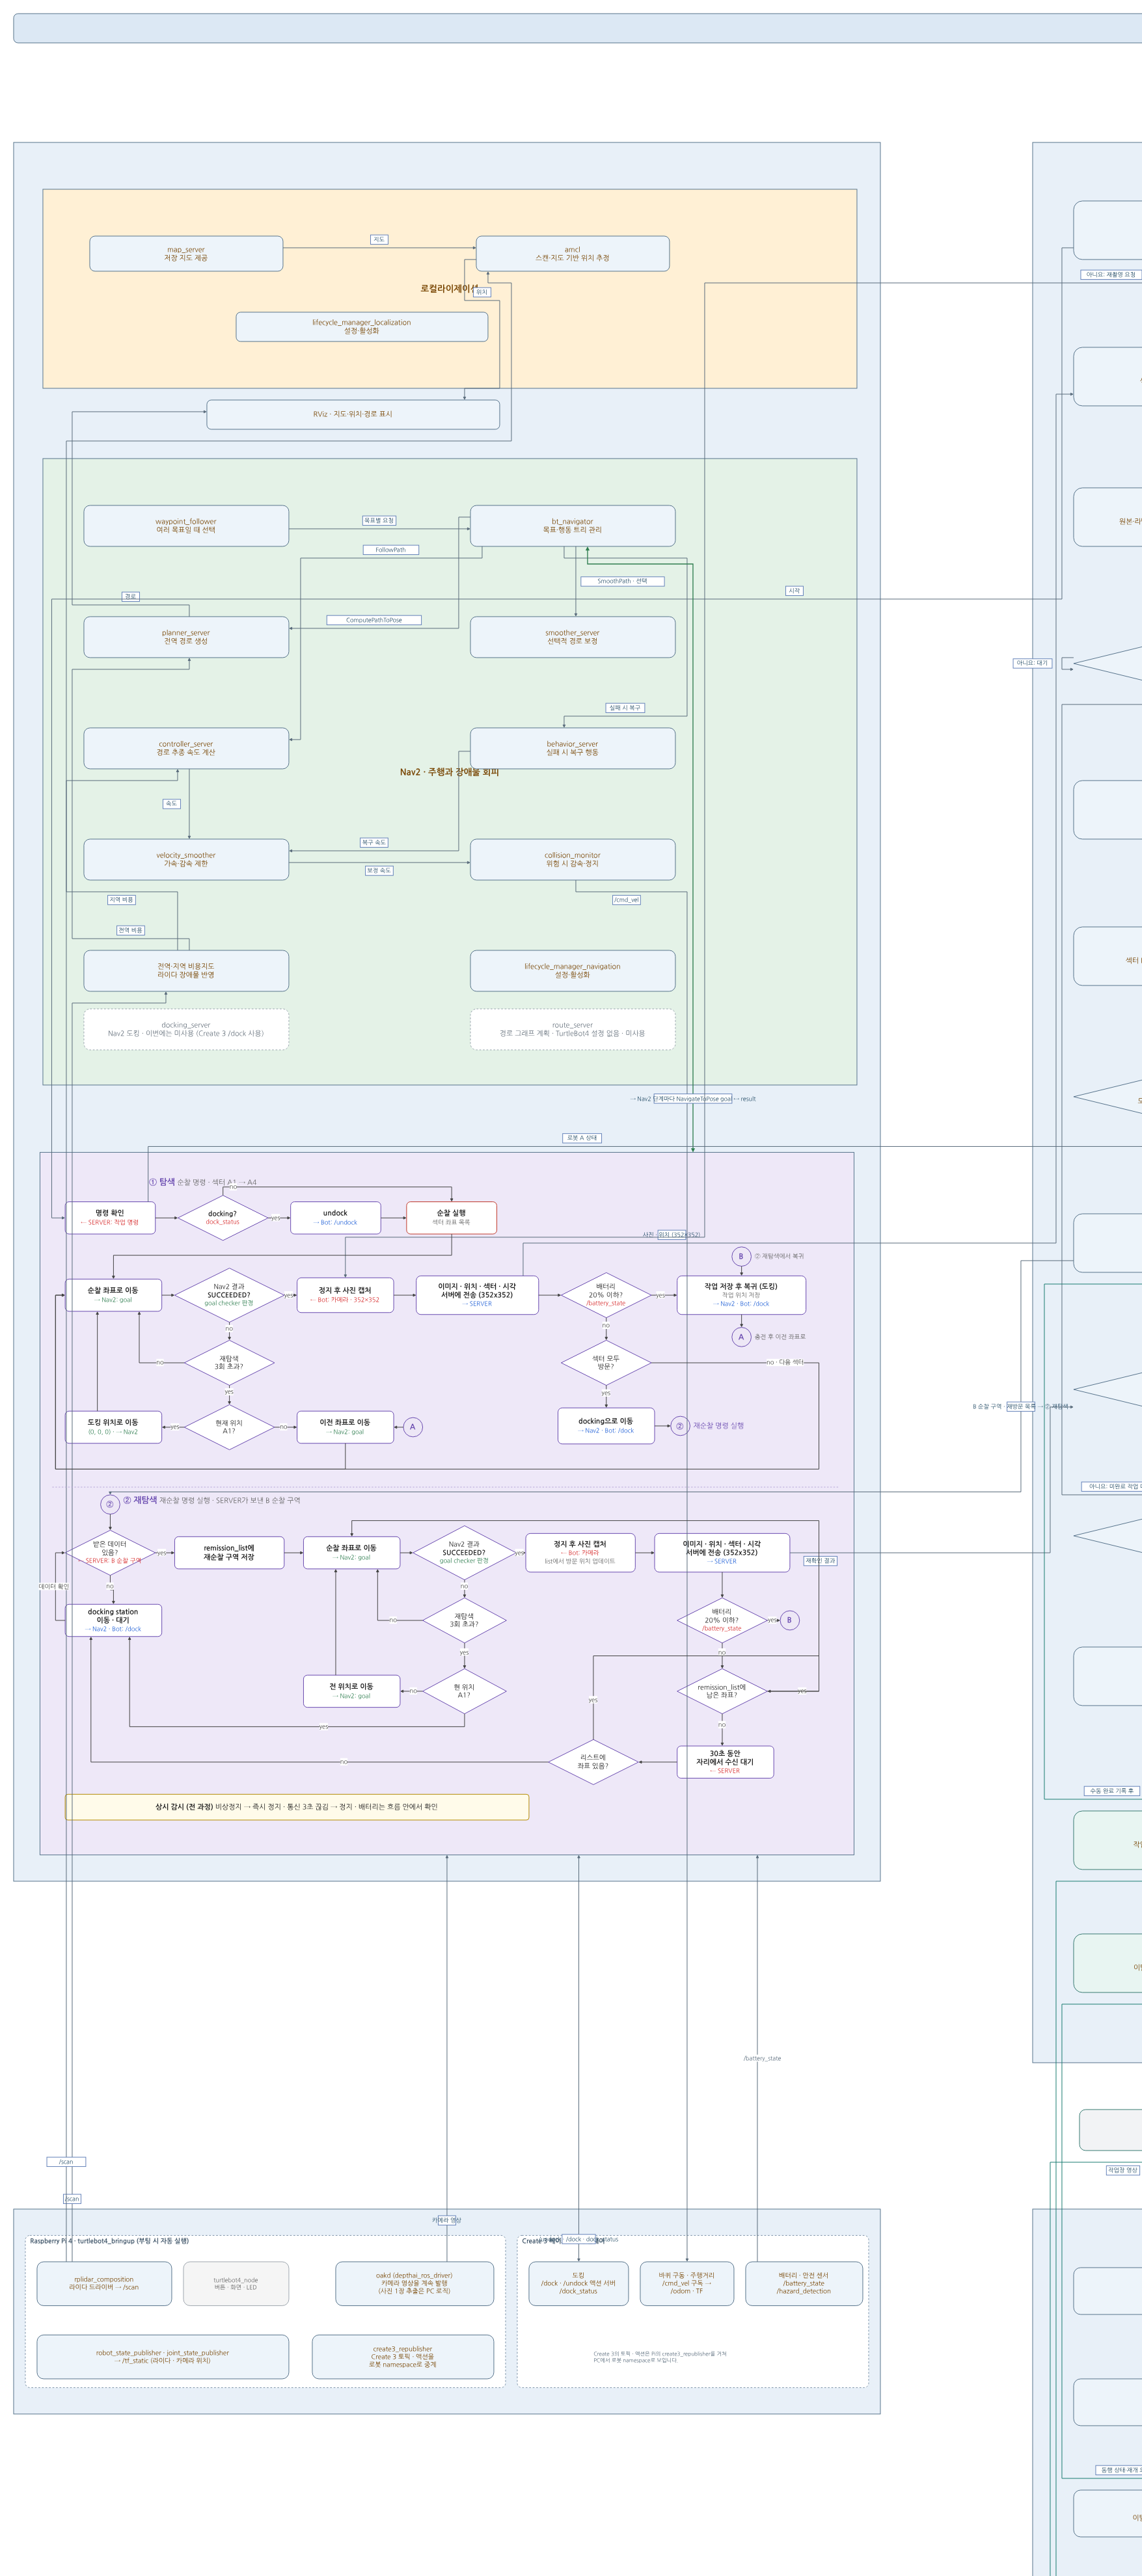 map_server
저장 지도 제공
지도
amcl
스캔·지도 기반 위치 추정
로컬라이제이션
위치
lifecycle_manager_localization
설정·활성화
아니요: 재촬영 요청
RViz · 지도·위치·경로 표시
waypoint_follower
여러 목표일 때 선택
목표별 요청
bt_navigator
목표·행동 트리 관리
FollowPath
SmoothPath · 선택
시작
경로
ComputePathToPose
planner_server
전역 경로 생성
smoother_server
선택적 경로 보정
아니요: 대기
실패 시 복구
controller_server
경로 추종 속도 계산
behavior_server
실패 시 복구 행동
Nav2 · 주행과 장애물 회피
속도
복구 속도
velocity_smoother
가속·감속 제한
보정 속도
collision_monitor
위험 시 감속·정지
지역 비용
/cmd_vel
전역 비용
전역·지역 비용지도
라이다 장애물 반영
lifecycle_manager_navigation
설정·활성화
docking_server
Nav2 도킹 · 이번에는 미사용 (Create 3 /dock 사용)
route_server
경로 그래프 계획 · TurtleBot4 설정 없음 · 미사용
→ Nav2 단계마다 NavigateToPose goal ↔ result
로봇 A 상태
① 탐색 순찰 명령 · 섹터 A1 → A4
no
명령 확인
← SERVER: 작업 명령
docking?
dock_status
yes
undock
→ Bot: /undock
순찰 실행
섹터 좌표 목록
사진·위치 (352x352)
B
② 재탐색에서 복귀
순찰 좌표로 이동
→ Nav2: goal
Nav2 결과
SUCCEEDED?
goal checker 판정
yes
정지 후 사진 캡처
← Bot: 카메라 · 352×352
이미지 · 위치 · 섹터 · 시각
서버에 전송 (352x352)
→ SERVER
배터리
20% 이하?
/battery_state
yes
작업 저장 후 복귀 (도킹)
작업 위치 저장
→ Nav2 · Bot: /dock
no
no
A
충전 후 이전 좌표로
재탐색
3회 초과?
no
섹터 모두
방문?
no · 다음 섹터
yes
yes
도킹 위치로 이동
(0, 0, 0) · → Nav2
yes
현재 위치
A1?
no
이전 좌표로 이동
→ Nav2: goal
A
docking으로 이동
→ Nav2 · Bot: /dock
②
재순찰 명령 실행
B 순찰 구역 · 재방문 목록 → ② 재탐색
아니요: 미완료 작업
②
② 재탐색 재순찰 명령 실행 · SERVER가 보낸 B 순찰 구역
받은 데이터
있음?
← SERVER: B 순찰 구역
yes
remission_list에
재순찰 구역 저장
순찰 좌표로 이동
→ Nav2: goal
Nav2 결과
SUCCEEDED?
goal checker 판정
yes
정지 후 사진 캡처
← Bot: 카메라
list에서 방문 위치 업데이트
이미지 · 위치 · 섹터 · 시각
서버에 전송 (352x352)
→ SERVER
재확인 결과
데이터 확인
no
no
docking station
이동 · 대기
→ Nav2 · Bot: /dock
재탐색
3회 초과?
no
배터리
20% 이하?
/battery_state
yes
B
yes
no
전 위치로 이동
→ Nav2: goal
no
현 위치
A1?
remission_list에
남은 좌표?
yes
yes
yes
no
no
리스트에
좌표 있음?
30초 동안
자리에서 수신 대기
← SERVER
수동 완료 기록 후
상시 감시 (전 과정) 비상정지 → 즉시 정지 · 통신 3초 끊김 → 정지 · 배터리는 흐름 안에서 확인
/battery_state
/scan
작업점 영상
/scan
카메라 영상
Raspberry Pi 4 · turtlebot4_bringup (부팅 시 자동 실행)
rplidar_composition
라이다 드라이버 → /scan
turtlebot4_node
버튼 · 화면 · LED
oakd (depthai_ros_driver)
카메라 영상을 계속 발행
(사진 1장 추출은 PC 로직)
도킹
/dock · /undock 액션 서버
/dock_status
바퀴 구동 · 주행거리
/cmd_vel 구독 →
/odom · TF
배터리 · 안전 센서
/battery_state
/hazard_detection
robot_state_publisher · joint_state_publisher
→ /tf_static (라이다 · 카메라 위치)
create3_republisher
Create 3 토픽 · 액션을
로봇 namespace로 중계
Create 3의 토픽 · 액션은 Pi의 create3_republisher를 거쳐
PC에서 로봇 namespace로 보입니다.